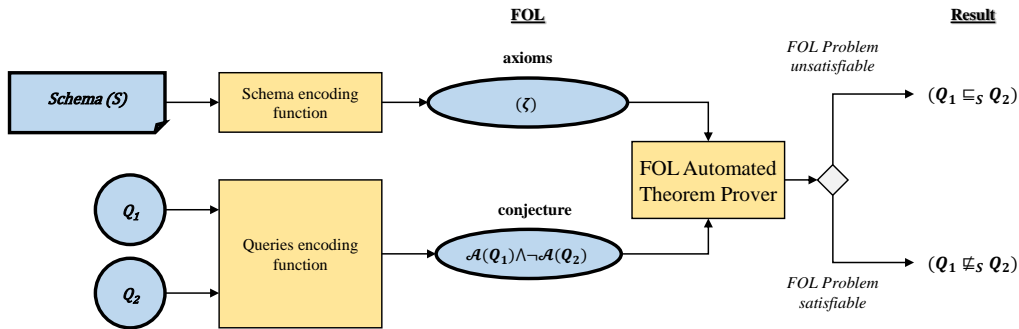 FOL
Result
axioms
FOL Problem
unsatisfiable
Schema (S)
Schema encoding
function
(ζ)
(Q₁ ⊑ₛ Q₂)
FOL Automated
Theorem Prover
Q₁
Queries encoding
function
conjecture
𝒜(Q₁)∧¬𝒜(Q₂)
Q₂
FOL Problem
satisfiable
(Q₁ ⋢ₛ Q₂)